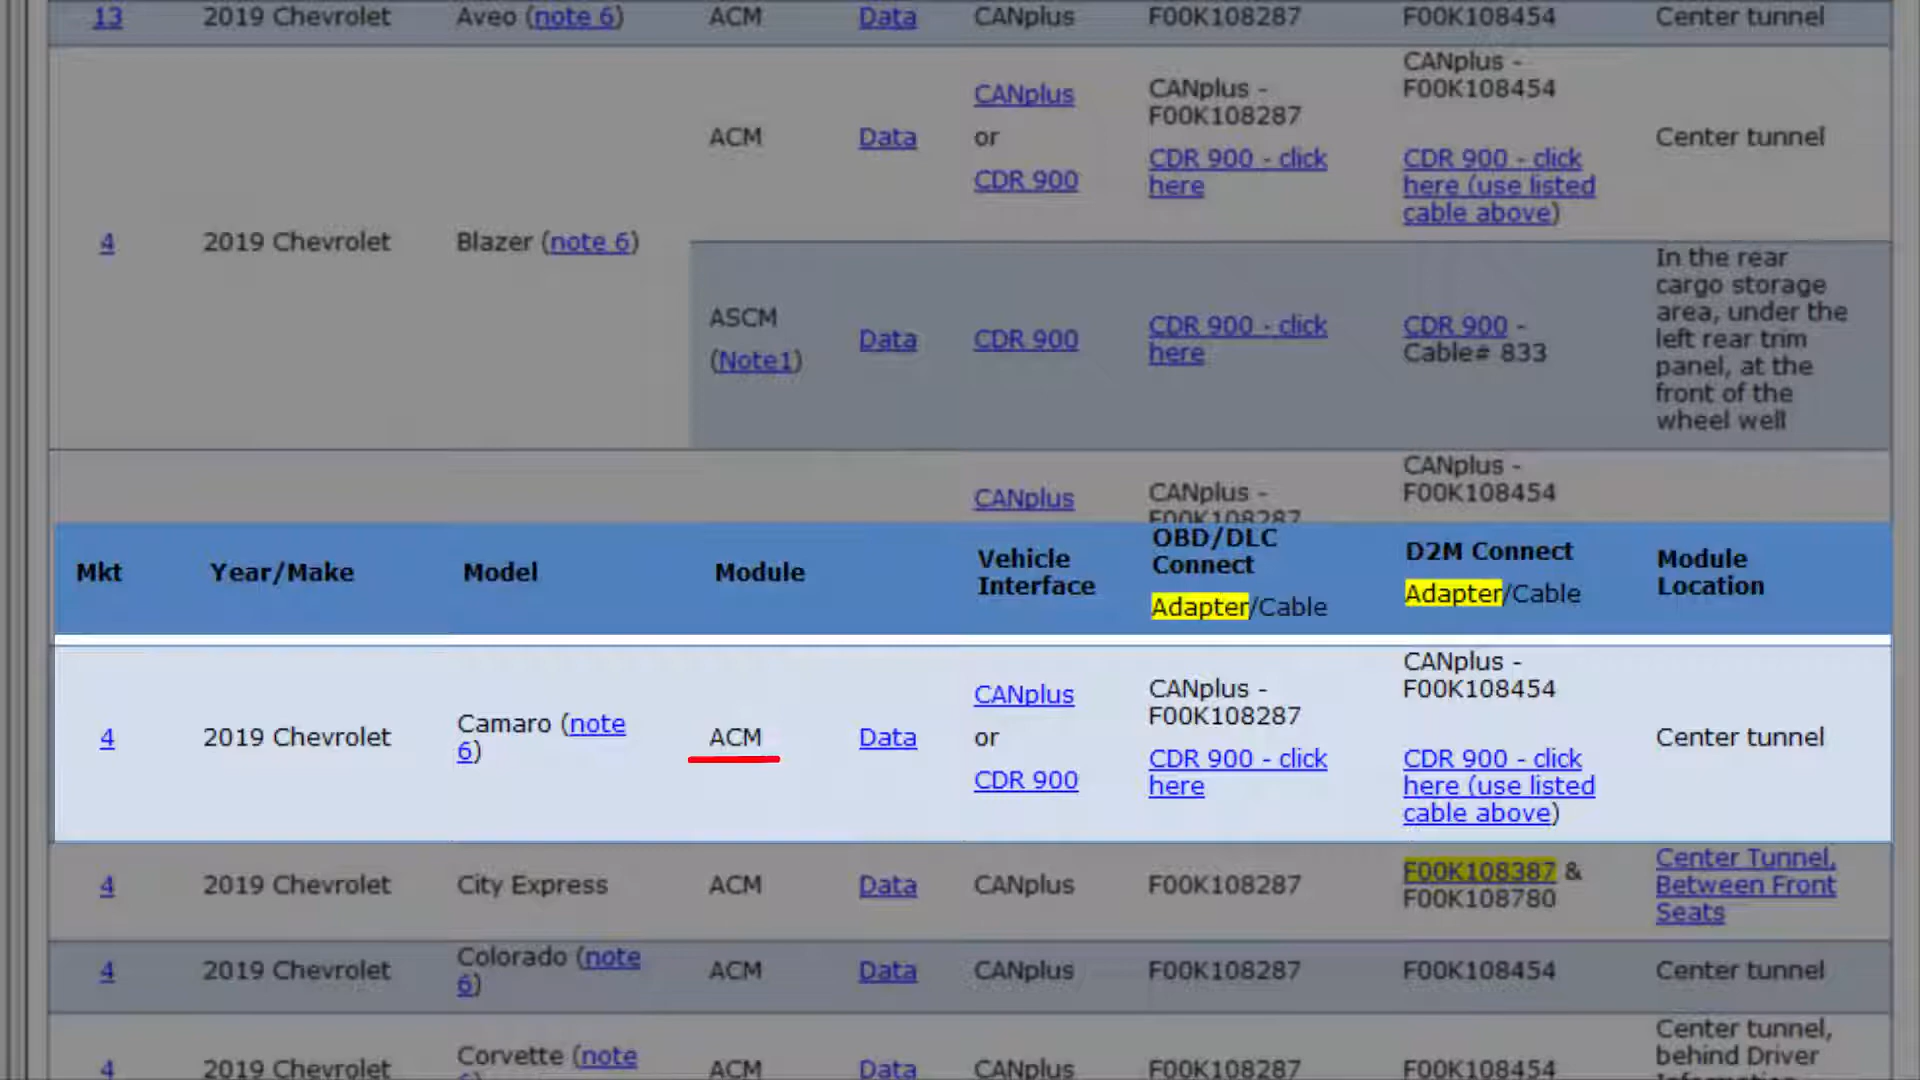 13 2019 Chevrolet Aveo (note 6) ACM Data CANplus F00K108287 F00K108454 Center tunnel
4 2019 Chevrolet Blazer (note 6)
ACM Data
CANplus
or
CDR 900
CANplus -
F00K108287
CDR 900 - click
here
CANplus -
F00K108454
CDR 900 - click
here (use listed
cable above)
Center tunnel
ASCM
(Note1)
Data
CDR 900
CDR 900 - click
here
CDR 900 -
Cable# 833
In the rear
cargo storage
area, under the
left rear trim
panel, at the
front of the
wheel well
CANplus
CANplus -
F00K108287
CANplus -
F00K108454
Mkt Year/Make Model Module
Vehicle
Interface
OBD/DLC
Connect
Adapter/Cable
D2M Connect
Adapter/Cable
Module
Location
4 2019 Chevrolet
Camaro (note
6)
ACM Data
CANplus
or
CDR 900
CANplus -
F00K108287
CDR 900 - click
here
CANplus -
F00K108454
CDR 900 - click
here (use listed
cable above)
Center tunnel
4 2019 Chevrolet City Express ACM Data CANplus F00K108287
F00K108387 &
F00K108780
Center Tunnel,
Between Front
Seats
4 2019 Chevrolet
Colorado (note
6)
ACM Data CANplus F00K108287 F00K108454 Center tunnel
4 2019 Chevrolet
Corvette (note
ACM Data CANplus F00K108287 F00K108454
Center tunnel,
behind Driver